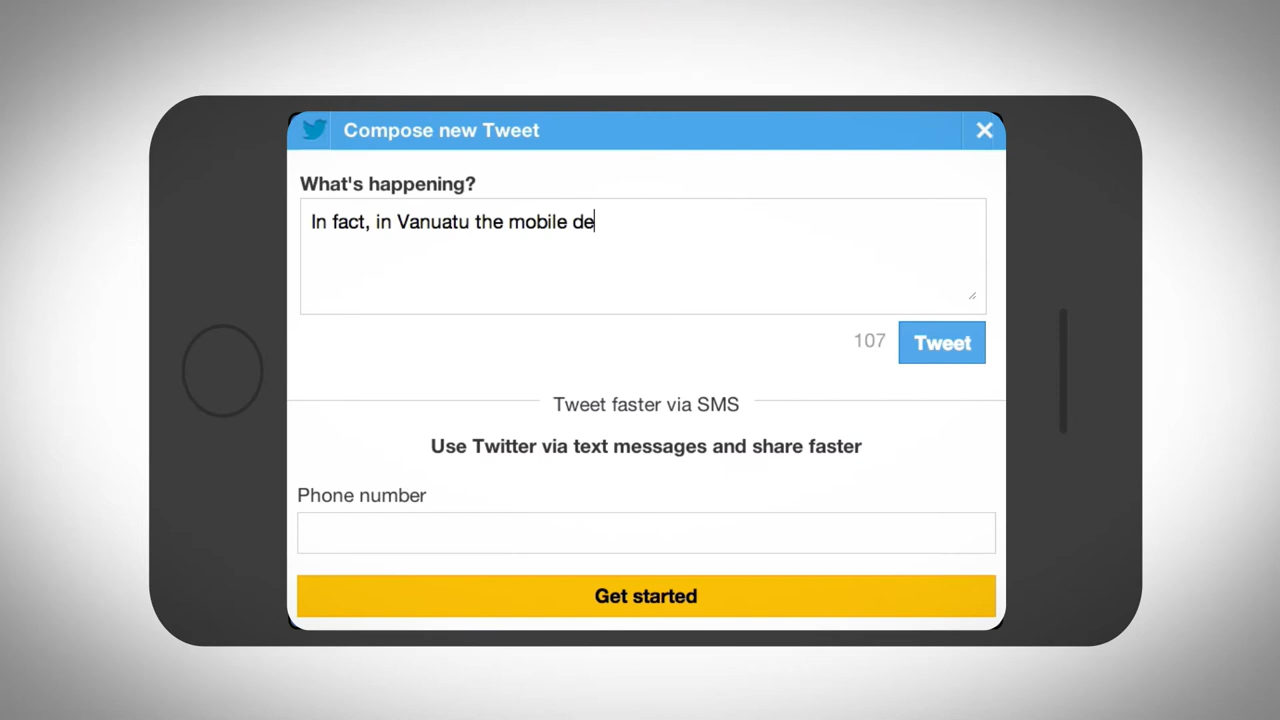 Compose new Tweet
What's happening?
In fact, in Vanuatu the mobile de
107
Tweet
Tweet faster via SMS
Use Twitter via text messages and share faster
Phone number
Get started